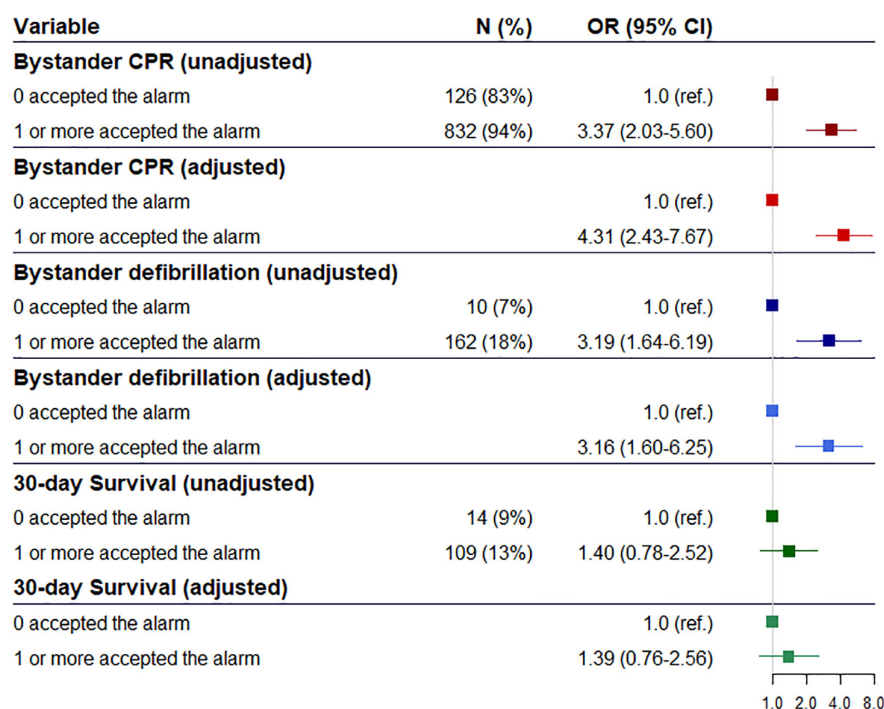 Variable N (%) OR (95% CI)
Bystander CPR (unadjusted)
0 accepted the alarm 126 (83%) 1.0 (ref.)
1 or more accepted the alarm 832 (94%) 3.37 (2.03-5.60)
Bystander CPR (adjusted)
0 accepted the alarm 1.0 (ref.)
1 or more accepted the alarm 4.31 (2.43-7.67)
Bystander defibrillation (unadjusted)
0 accepted the alarm 10 (7%) 1.0 (ref.)
1 or more accepted the alarm 162 (18%) 3.19 (1.64-6.19)
Bystander defibrillation (adjusted)
0 accepted the alarm 1.0 (ref.)
1 or more accepted the alarm 3.16 (1.60-6.25)
30-day Survival (unadjusted)
0 accepted the alarm 14 (9%) 1.0 (ref.)
1 or more accepted the alarm 109 (13%) 1.40 (0.78-2.52)
30-day Survival (adjusted)
0 accepted the alarm 1.0 (ref.)
1 or more accepted the alarm 1.39 (0.76-2.56)
1.0 2.0 4.0 8.0